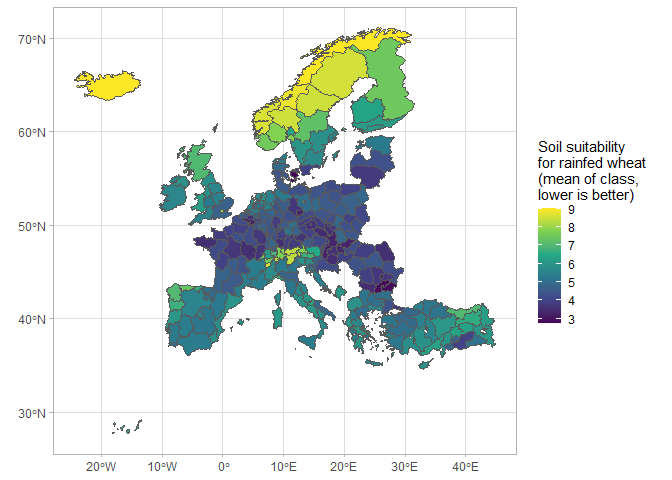 70°N
60°N
50°N
40°N
30°N
20°W
10°W
0°
10°E
20°E
30°E
40°E
Soil suitability
for rainfed wheat
(mean of class,
lower is better)
9
8
7
6
5
4
3